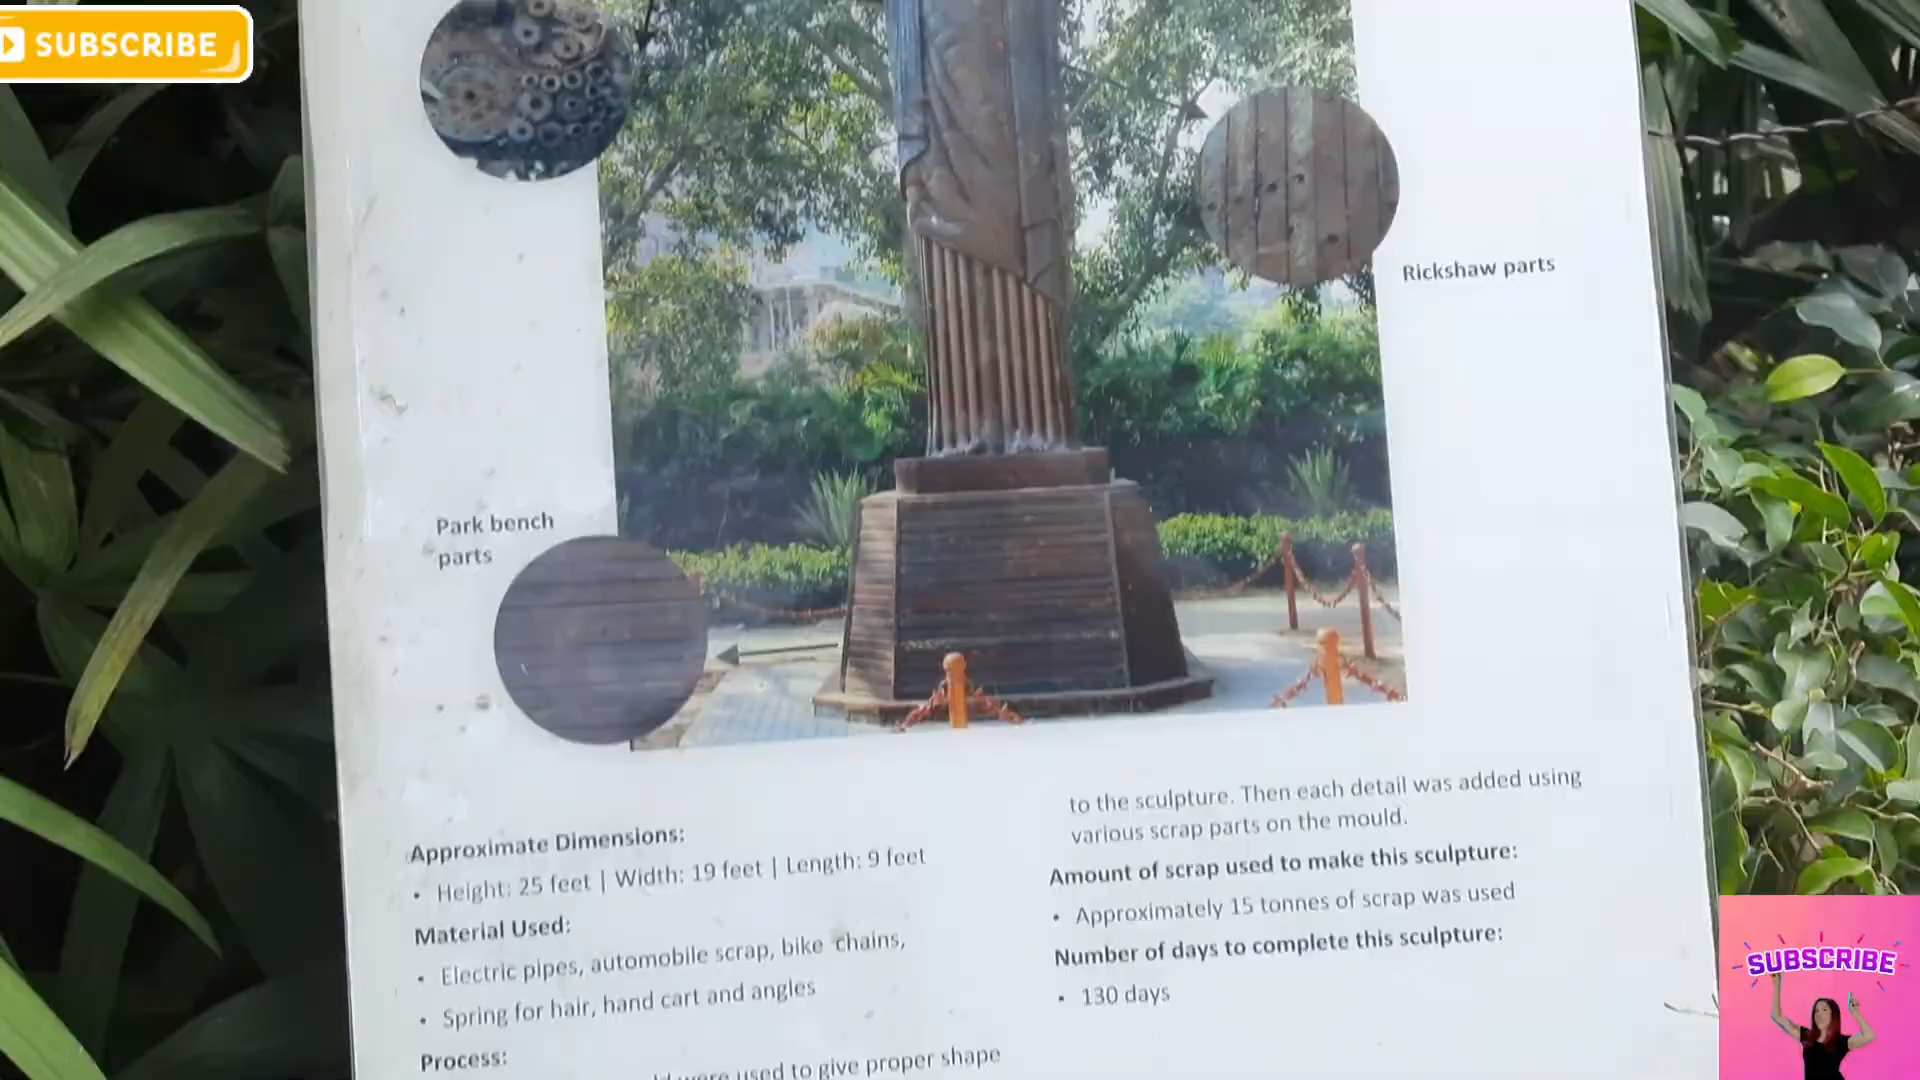 SUBSCRIBE
Rickshaw parts
Park bench
parts
Approximate Dimensions:
• Height: 25 feet | Width: 19 feet | Length: 9 feet
Material Used:
• Electric pipes, automobile scrap, bike chains,
• Spring for hair, hand cart and angles
Process:
were used to give proper shape
to the sculpture. Then each detail was added using
various scrap parts on the mould.
Amount of scrap used to make this sculpture:
• Approximately 15 tonnes of scrap was used
Number of days to complete this sculpture:
• 130 days
SUBSCRIBE